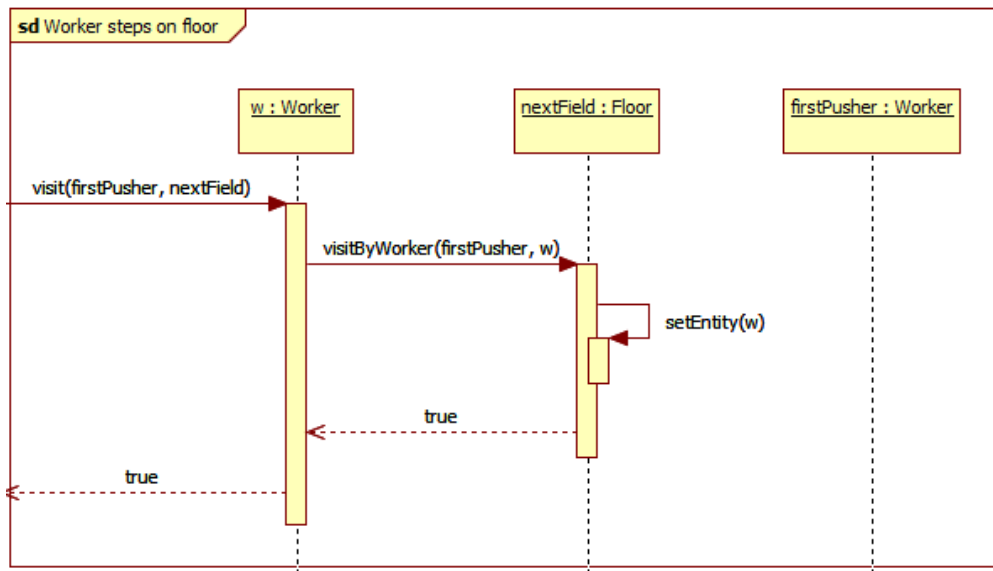 sd Worker steps on floor
w : Worker
nextField : Floor
firstPusher : Worker
visit(firstPusher, nextField)
visitByWorker(firstPusher, w)
setEntity(w)
true
true